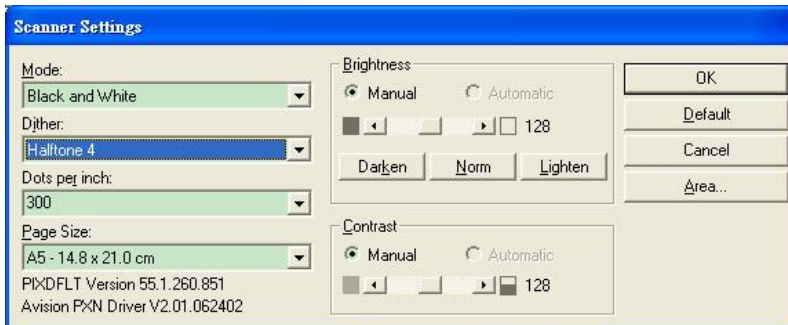 Scanner Settings
Mode:
Black and White
Dither:
Halftone 4
Dots per inch:
300
Page Size:
A5 - 14.8 x 21.0 cm
PIXDFLT Version 55.1.260.851
Avision PXN Driver V2.01.062402
Brightness
Manual Automatic
128
Darken Norm Lighten
Contrast
Manual Automatic
128
OK
Default
Cancel
Area...